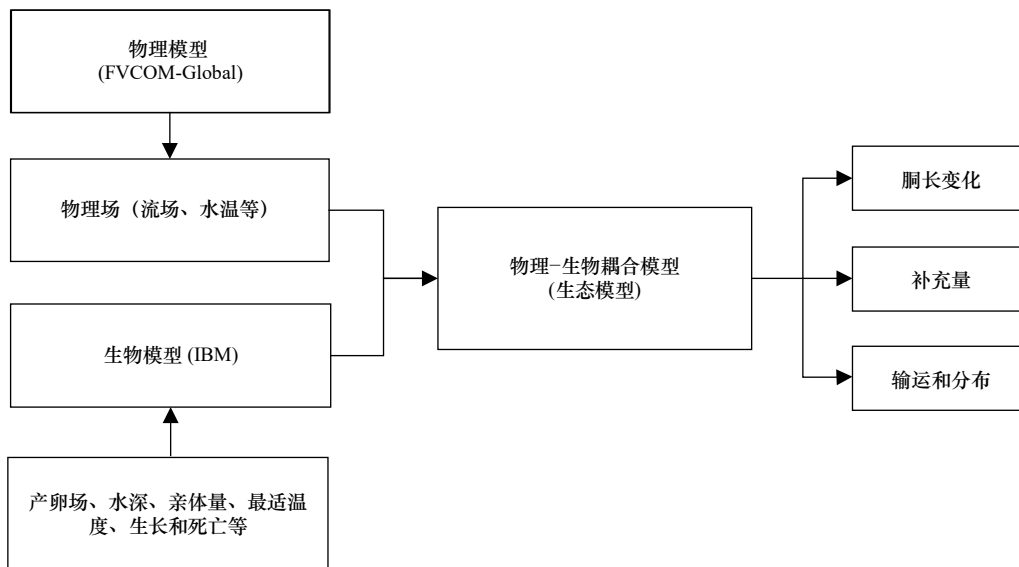 物理模型
(FVCOM-Global)
物理场（流场、水温等）
生物模型 (IBM)
产卵场、水深、亲体量、最适温
度、生长和死亡等
物理−生物耦合模型
(生态模型)
胴长变化
补充量
输运和分布